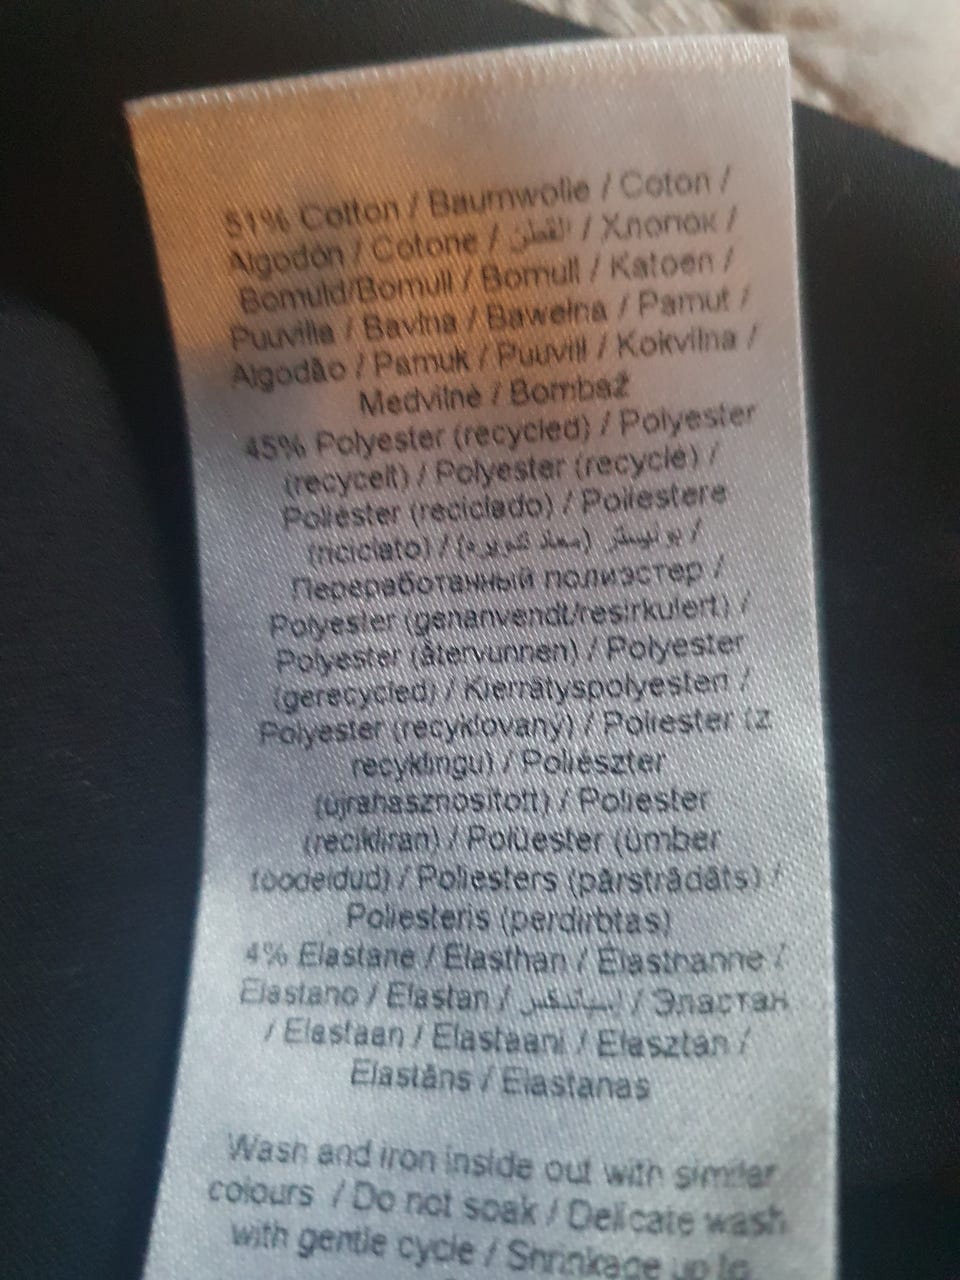 51% Cotton / Baumwolle / Coton /
Algodón / Cotone / القطن / Хлопок /
Bomuld/Bomull / Bomull / Katoen /
Puuvilla / Bavlna / Bawełna / Pamut /
Algodão / Pamuk / Puuvill / Kokvilna /
Medvilnė / Bombaž
45% Polyester (recycled) / Polyester
(recycelt) / Polyester (recyclé) /
Poliéster (reciclado) / Poliestere
(riciclato) / /
Переработанный полиэстер /
Polyester (genanvendt/resirkulert) /
Polyester (återvunnen) / Polyester
(gerecycled) / Kierrätyspolyesteri /
Polyester (recyklovaný) / Poliester (z
recyklingu) / Poliészter
(újrahasznosított) / Poliester
(recikliran) / Polüester (ümber
töödeldud) / Poliesters (pārstrādāts) /
Poliesteris (perdirbtas)
4% Elastane / Elasthan / Élasthanne /
Elastano / Elastan / / Эластан
/ Elastaan / Elastaani / Elasztán /
Elastāns / Elastanas
Wash and iron inside out with similar
colours / Do not soak / Delicate wash
with gentle cycle / Shrinkage up to